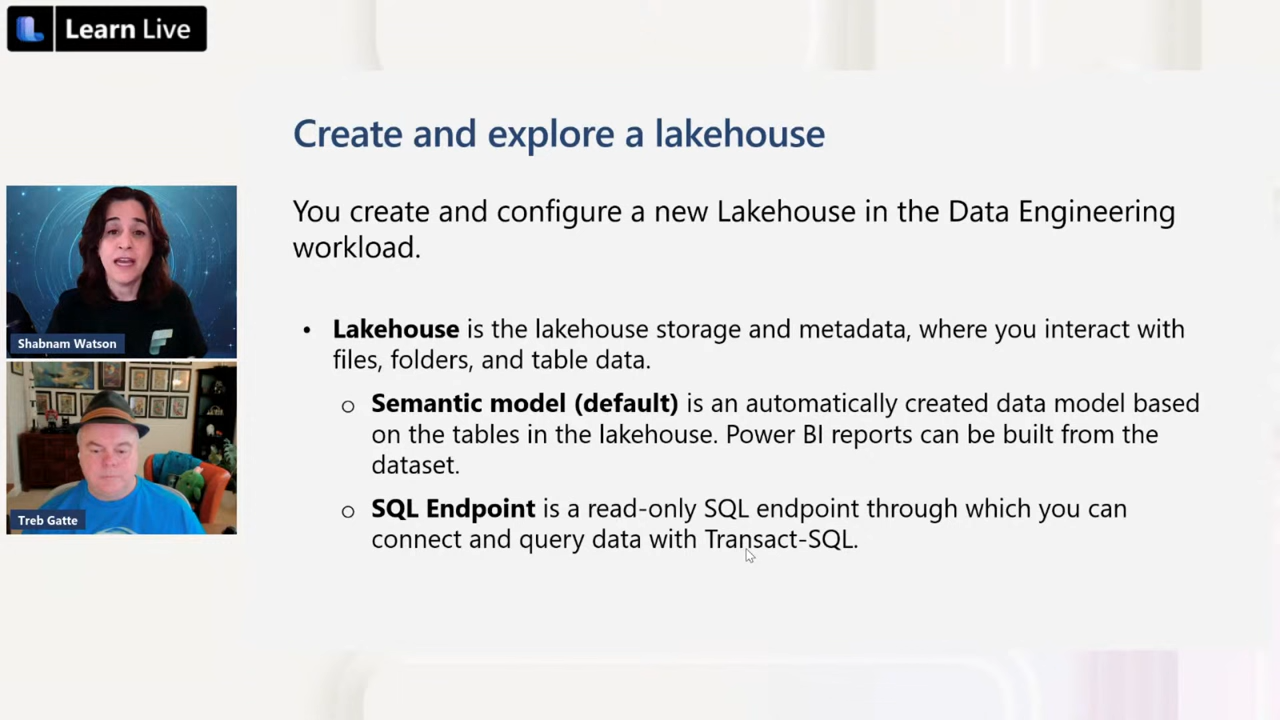 Learn Live
Create and explore a lakehouse
You create and configure a new Lakehouse in the Data Engineering
workload.
• Lakehouse is the lakehouse storage and metadata, where you interact with
files, folders, and table data.
o Semantic model (default) is an automatically created data model based
on the tables in the lakehouse. Power BI reports can be built from the
dataset.
o SQL Endpoint is a read-only SQL endpoint through which you can
connect and query data with Transact-SQL.
Shabnam Watson
Treb Gatte